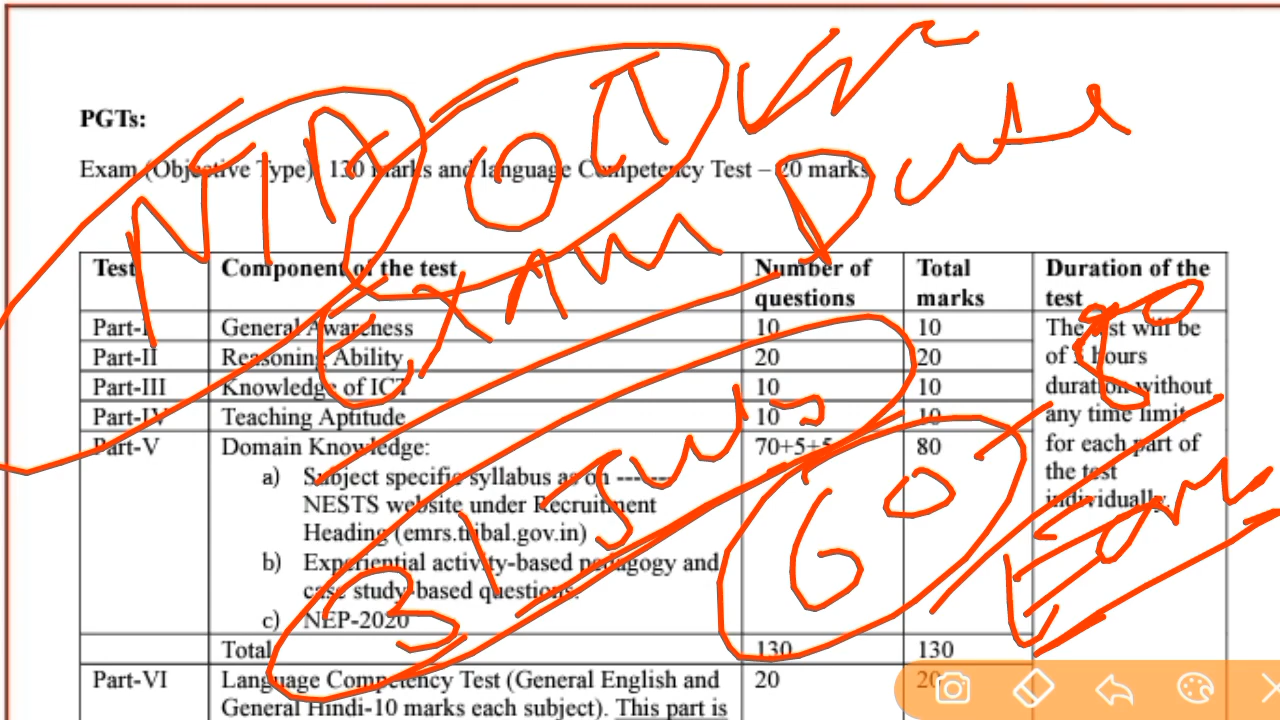 PGTs:
Exam (Objective Type) 130 marks and language Competency Test – 20 marks
Test Component of the test Number of questions Total marks Duration of the test
Part-I General Awareness 10 10
Part-II Reasoning Ability 20 20
Part-III Knowledge of ICT 10 10
Part-IV Teaching Aptitude 10 10
Part-V Domain Knowledge: 70+5+5 80
a) Subject specific syllabus as on ------
NESTS website under Recruitment
Heading (emrs.tribal.gov.in)
b) Experiential activity-based pedagogy and
case study-based questions.
c) NEP-2020
The test will be
of 3 hours
duration without
any time limit
for each part of
the test
individually.
Total 130 130
Part-VI Language Competency Test (General English and 20 20
General Hindi-10 marks each subject). This part is
EXAM
31
60
80